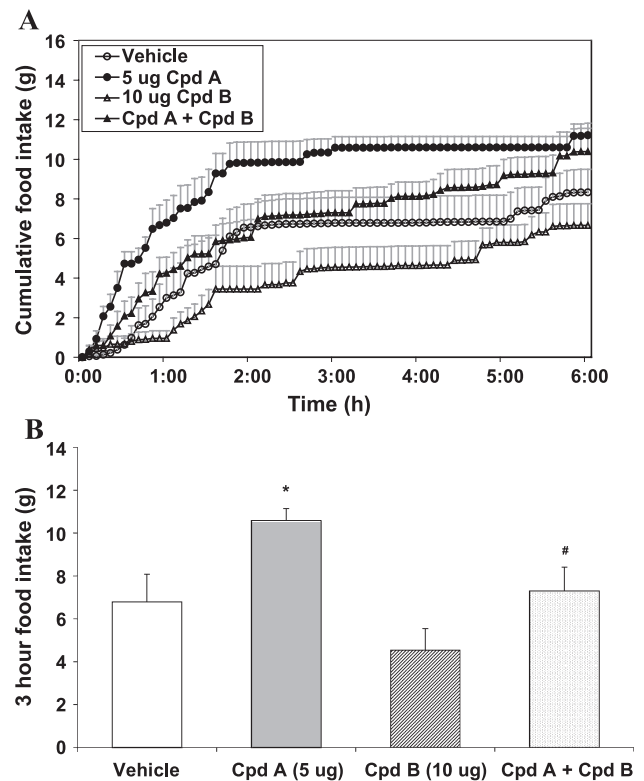 A
Cumulative food intake (g)
16
14
12
10
8
6
4
2
0
Vehicle
5 ug Cpd A
10 ug Cpd B
Cpd A + Cpd B
0:00 1:00 2:00 3:00 4:00 5:00 6:00
Time (h)
B
3 hour food intake (g)
14
12
10
8
6
4
2
0
*
#
Vehicle Cpd A (5 ug) Cpd B (10 ug) Cpd A + Cpd B